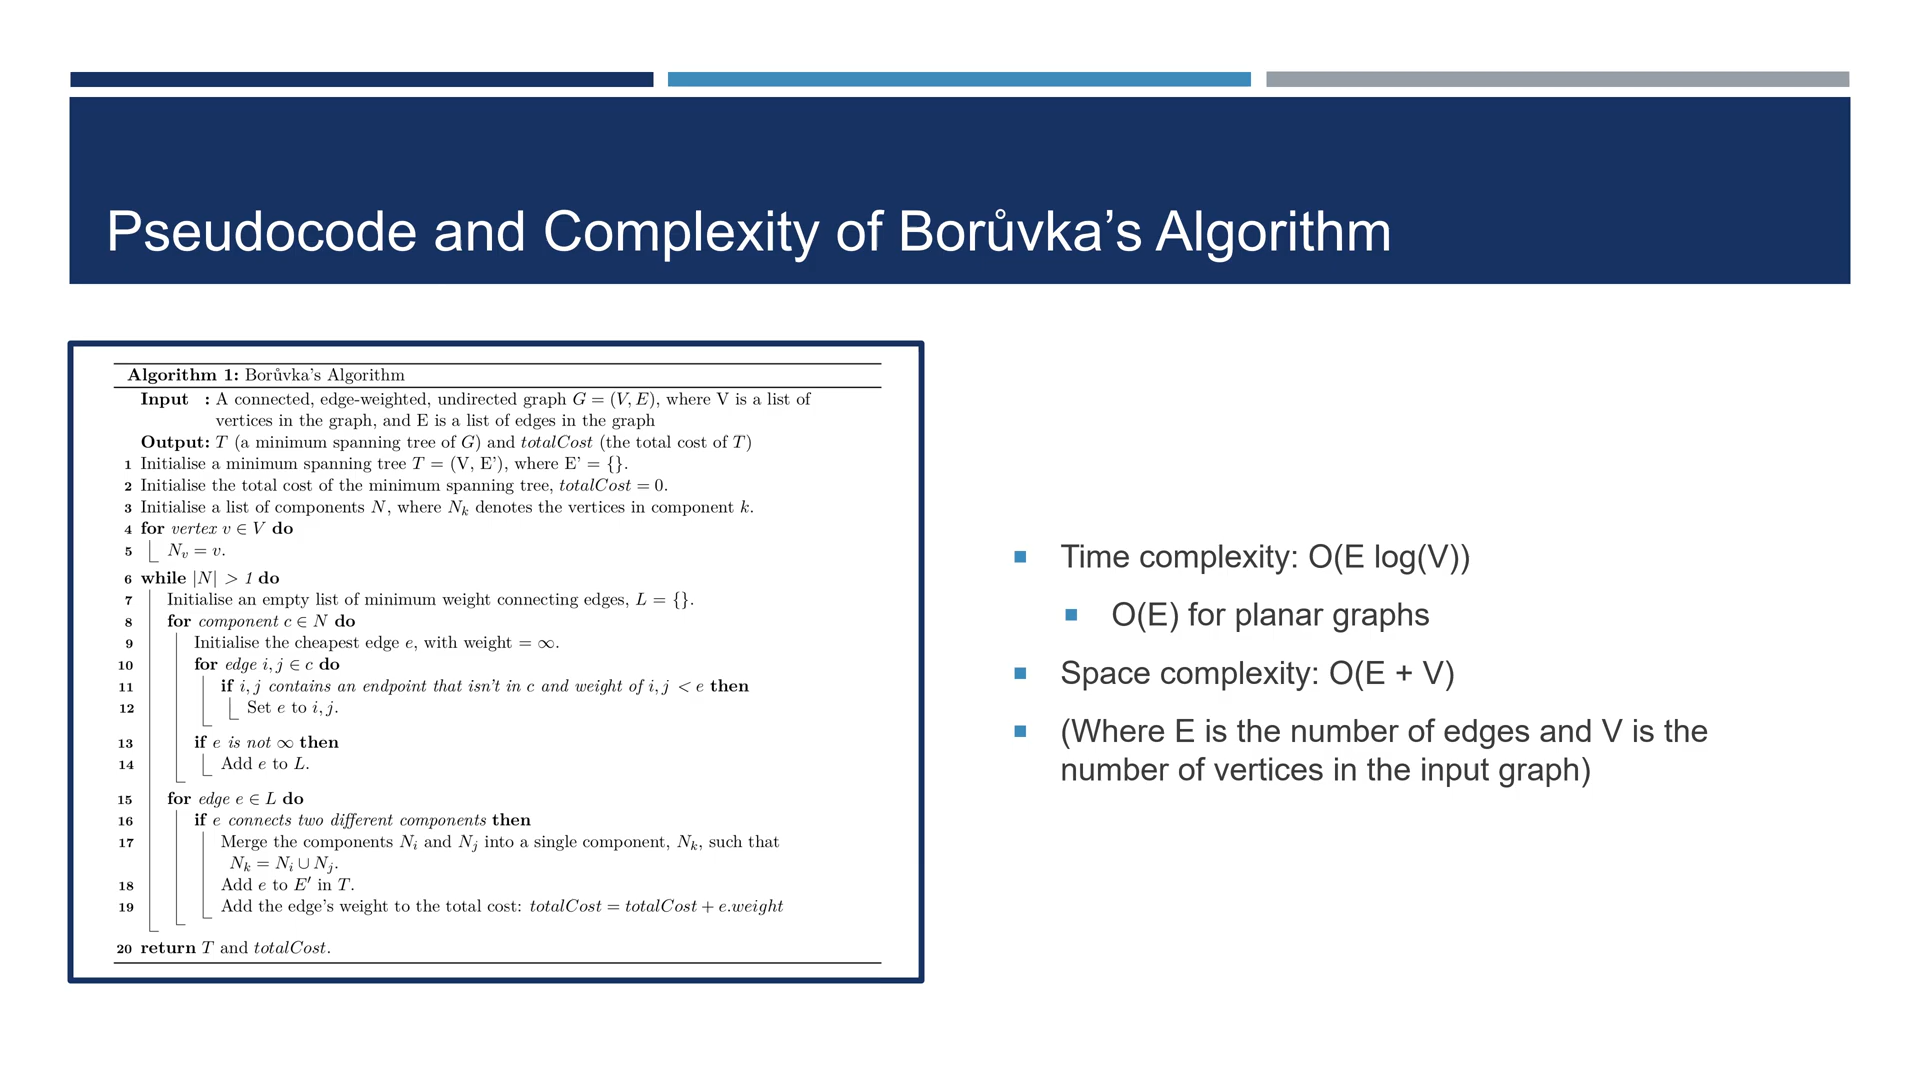 Pseudocode and Complexity of Borůvka’s Algorithm
Algorithm 1: Borůvka’s Algorithm
Input : A connected, edge-weighted, undirected graph G = (V, E), where V is a list of
vertices in the graph, and E is a list of edges in the graph
Output: T (a minimum spanning tree of G) and totalCost (the total cost of T)
1 Initialise a minimum spanning tree T = (V, E’), where E’ = {}.
2 Initialise the total cost of the minimum spanning tree, totalCost = 0.
3 Initialise a list of components N, where Nₖ denotes the vertices in component k.
4 for vertex v ∈ V do
5 Nᵥ = v.
6 while |N| > 1 do
7 Initialise an empty list of minimum weight connecting edges, L = {}.
8 for component c ∈ N do
9 Initialise the cheapest edge e, with weight = ∞.
10 for edge i, j ∈ c do
11 if i, j contains an endpoint that isn’t in c and weight of i, j < e then
12 Set e to i, j.
13 if e is not ∞ then
14 Add e to L.
15 for edge e ∈ L do
16 if e connects two different components then
17 Merge the components Nᵢ and Nⱼ into a single component, Nₖ, such that
Nₖ = Nᵢ ∪ Nⱼ.
18 Add e to E′ in T.
19 Add the edge’s weight to the total cost: totalCost = totalCost + e.weight
20 return T and totalCost.
▪ Time complexity: O(E log(V))
▪ O(E) for planar graphs
▪ Space complexity: O(E + V)
▪ (Where E is the number of edges and V is the
number of vertices in the input graph)